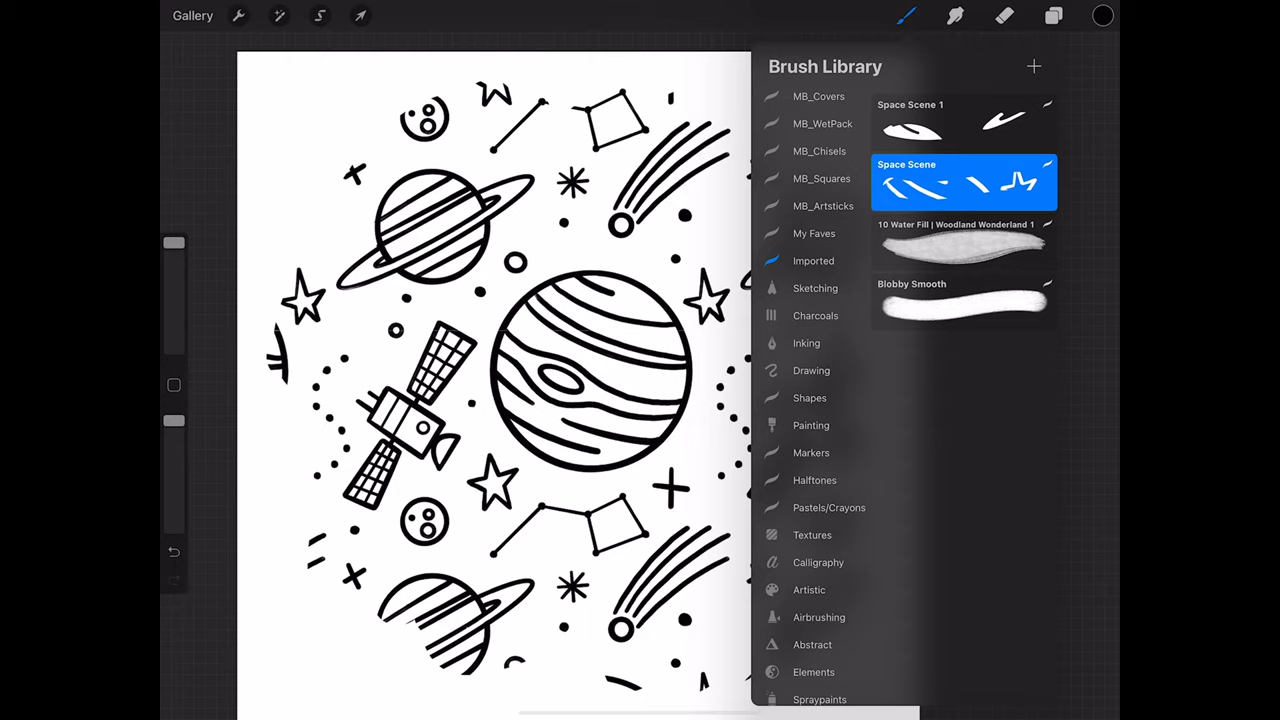 Gallery
Brush Library
MB_Covers
MB_WetPack
MB_Chisels
MB_Squares
MB_Artsticks
My Faves
Imported
Sketching
Charcoals
Inking
Drawing
Shapes
Painting
Markers
Halftones
Pastels/Crayons
Textures
Calligraphy
Artistic
Airbrushing
Abstract
Elements
Spraypaints
Space Scene 1
Space Scene
10 Water Fill | Woodland Wonderland 1
Blobby Smooth